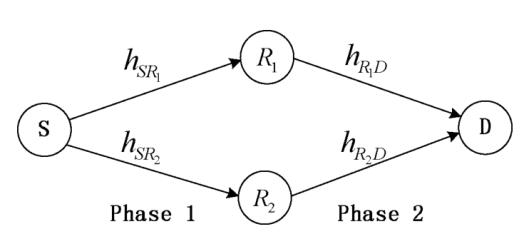 h_{SR_1}
R_1
h_{R_1D}
S
D
h_{SR_2}
R_2
h_{R_2D}
Phase 1
Phase 2